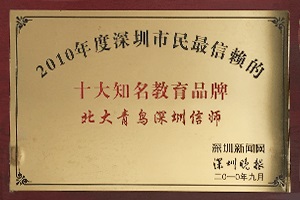 2010年度深圳市民最信赖的
十大知名教育品牌
北大青鸟深圳信师
深圳新闻网
深圳晚报
二〇一〇年九月